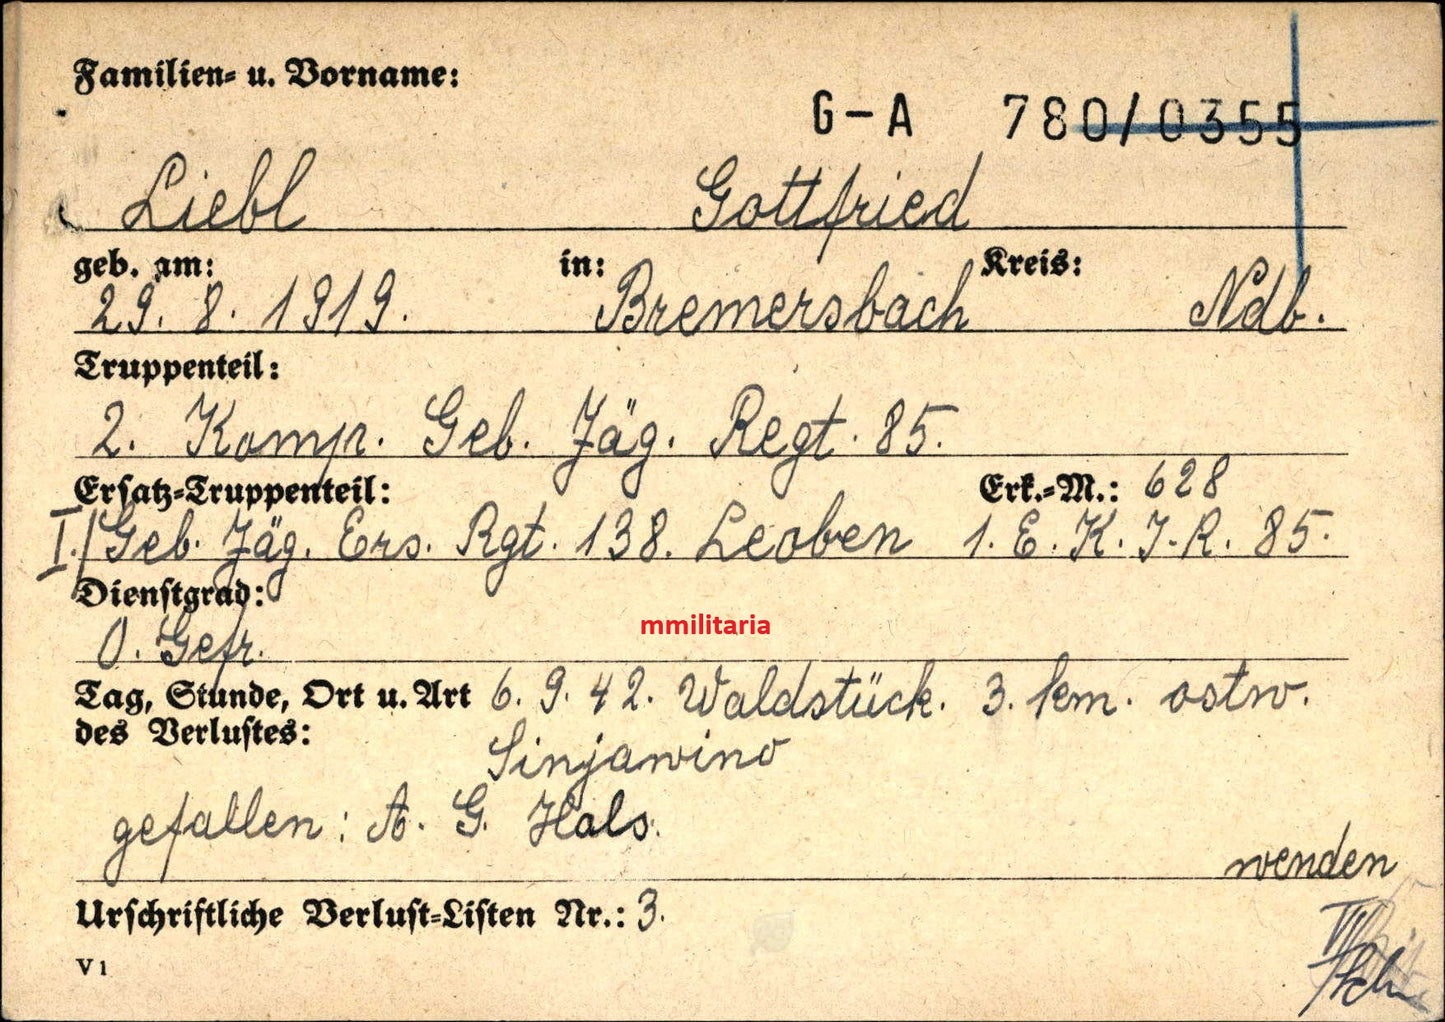 Familien- u. Vorname:
G-A 780/0355
Liebl Gottfried
geb. am: in: Kreis:
29. 8. 1919. Bremersbach Ndb.
Truppenteil:
2. Komp. Geb. Jäg. Regt. 85.
Ersatz-Truppenteil: Erk.-M.: 628
I./Geb. Jäg. Ers. Rgt. 138. Leoben 1. E. K. J. R. 85.
Dienstgrad:
O. Gefr.
mmilitaria
Tag, Stunde, Ort u. Art 6. 9. 42. Waldstück. 3. km. ostw.
des Verlustes: Sinjawino
gefallen: A. G. Hals.
wenden
Urschriftliche Verlust-Listen Nr.: 3.
V 1